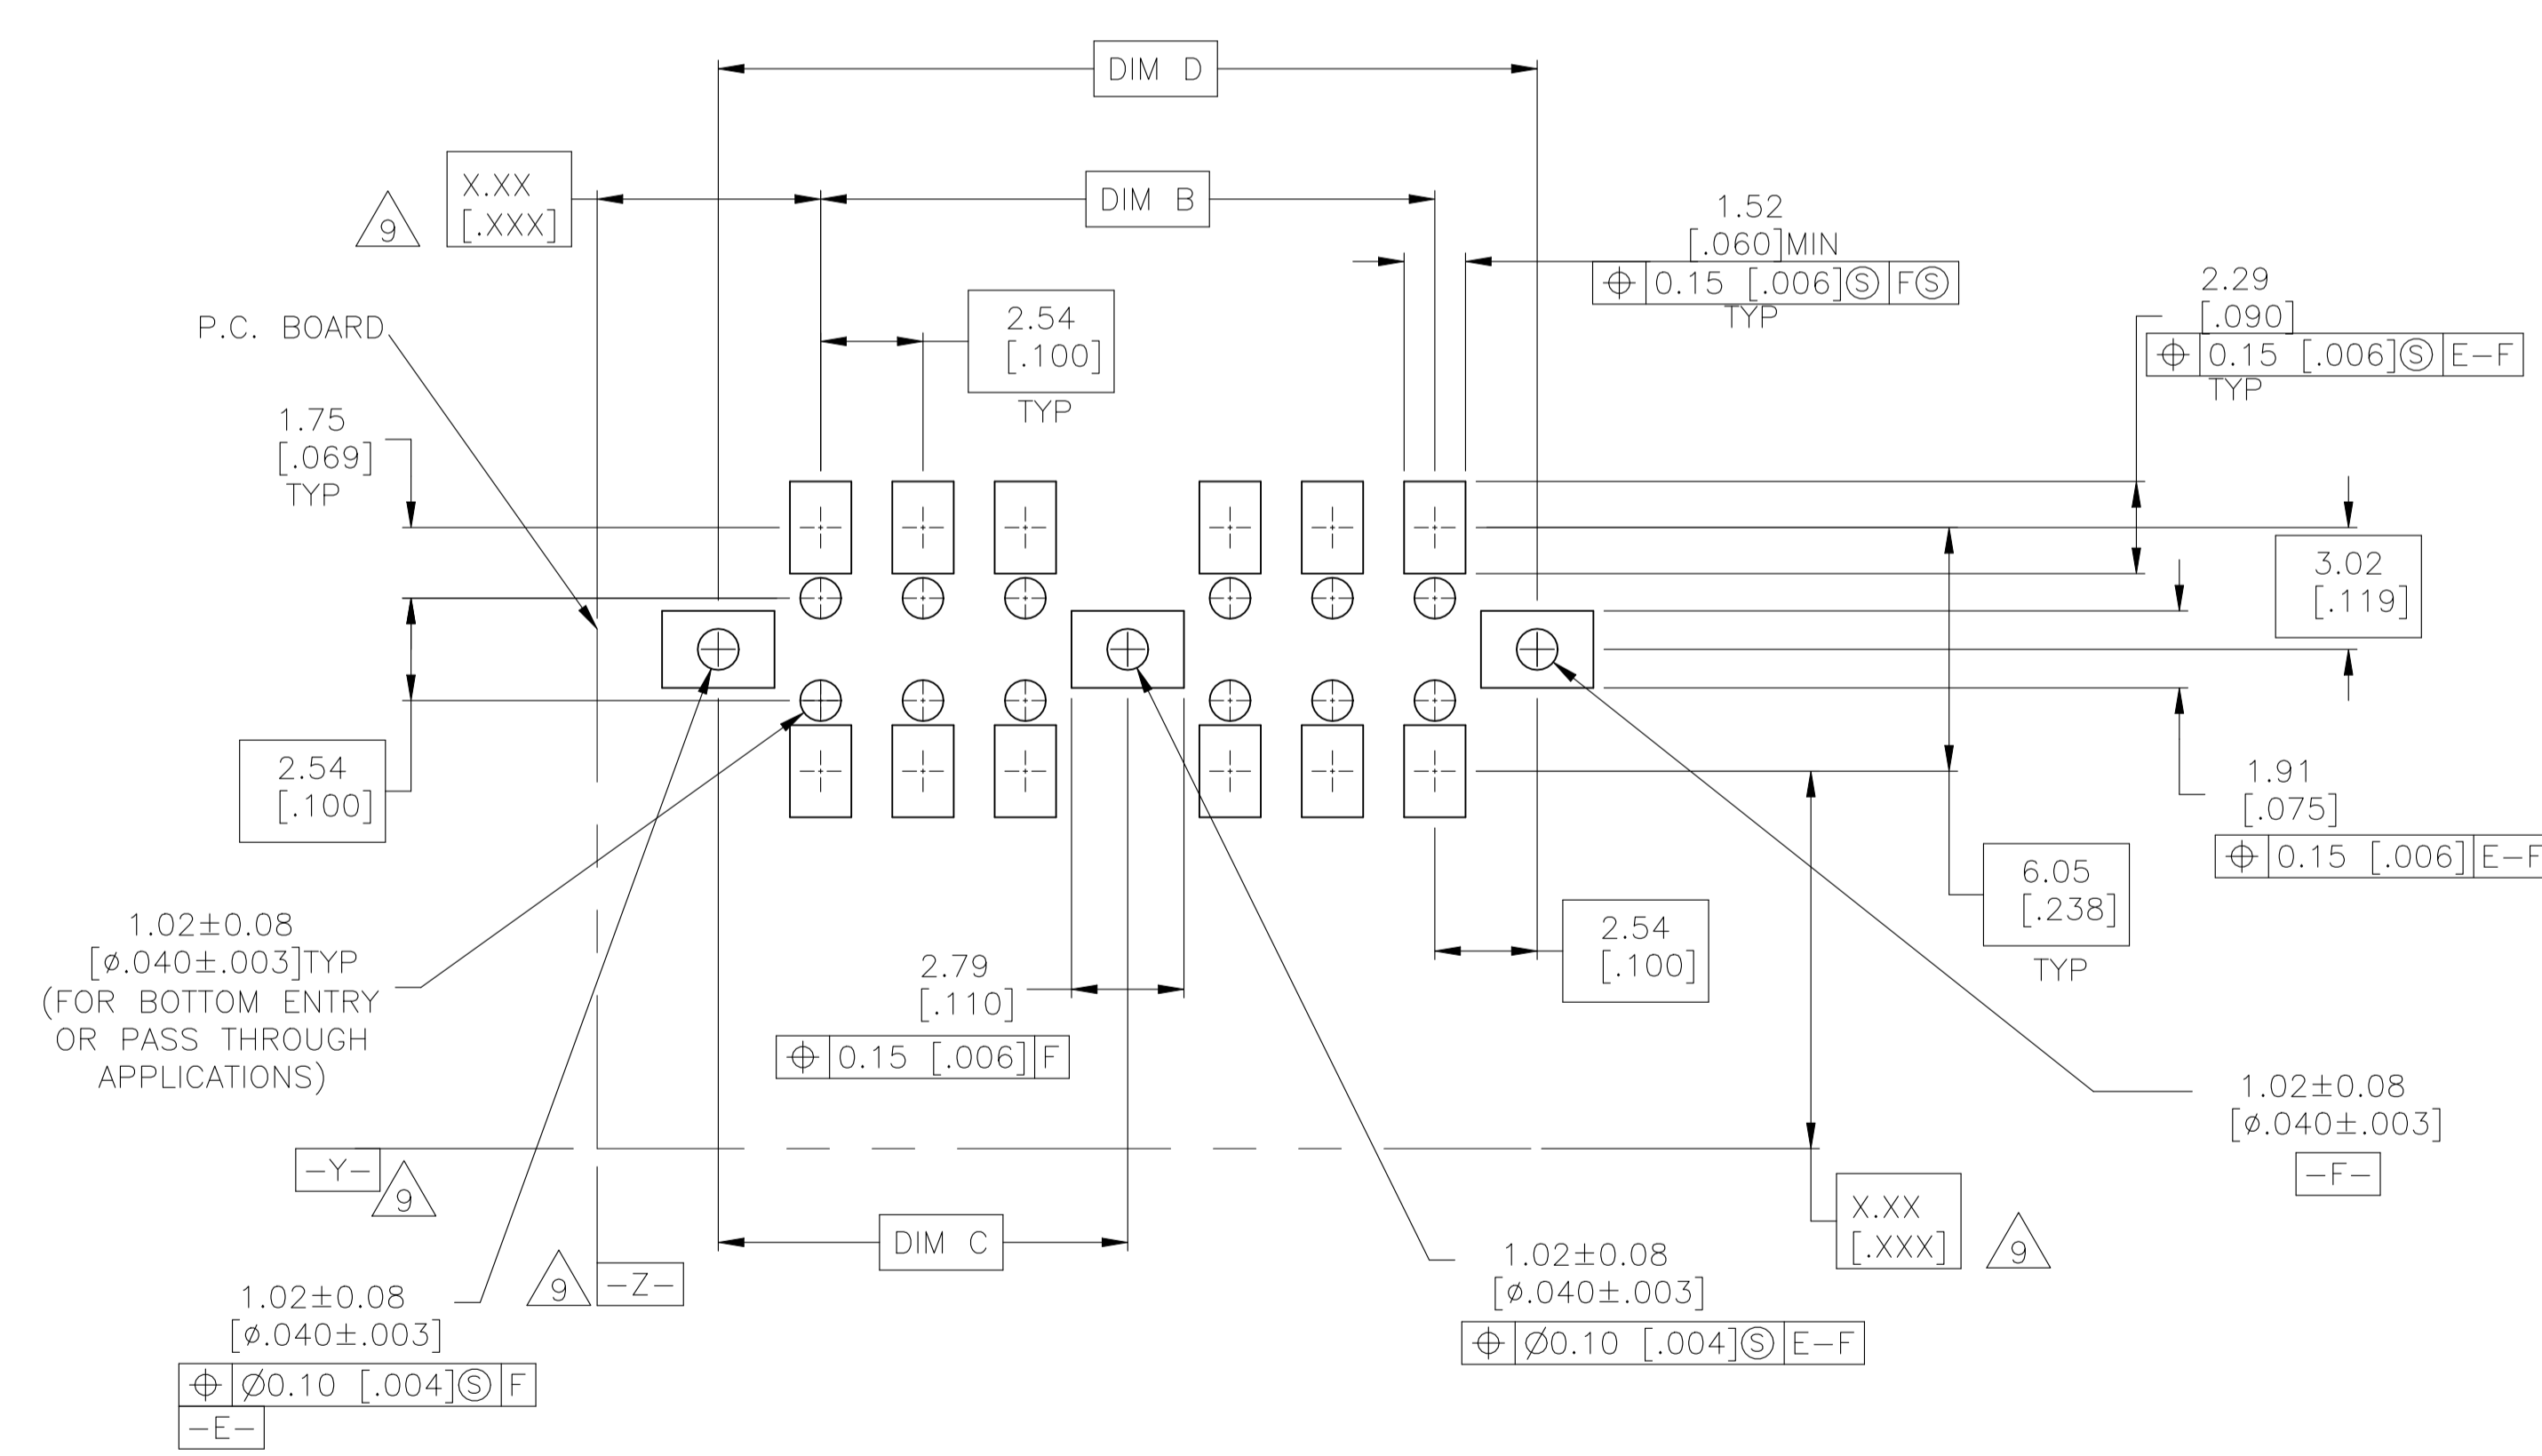 DIM D
X.XX
[.XXX]
9
DIM B
1.52
[.060]MIN
⌖ 0.15 [.006]Ⓢ FⓈ
TYP
2.29
[.090]
⌖ 0.15 [.006]Ⓢ E-F
TYP
P.C. BOARD
2.54
[.100]
TYP
1.75
[.069]
TYP
3.02
[.119]
2.54
[.100]
1.91
[.075]
⌖ 0.15 [.006] E-F
6.05
[.238]
TYP
1.02±0.08
[ø.040±.003]TYP
(FOR BOTTOM ENTRY
OR PASS THROUGH
APPLICATIONS)
2.79
[.110]
⌖ 0.15 [.006] F
2.54
[.100]
1.02±0.08
[ø.040±.003]
-F-
-Y-
9
X.XX
[.XXX]
9
DIM C
9
-Z-
1.02±0.08
[ø.040±.003]
⌖ Ø0.10 [.004]Ⓢ E-F
1.02±0.08
[ø.040±.003]
⌖ Ø0.10 [.004]Ⓢ F
-E-